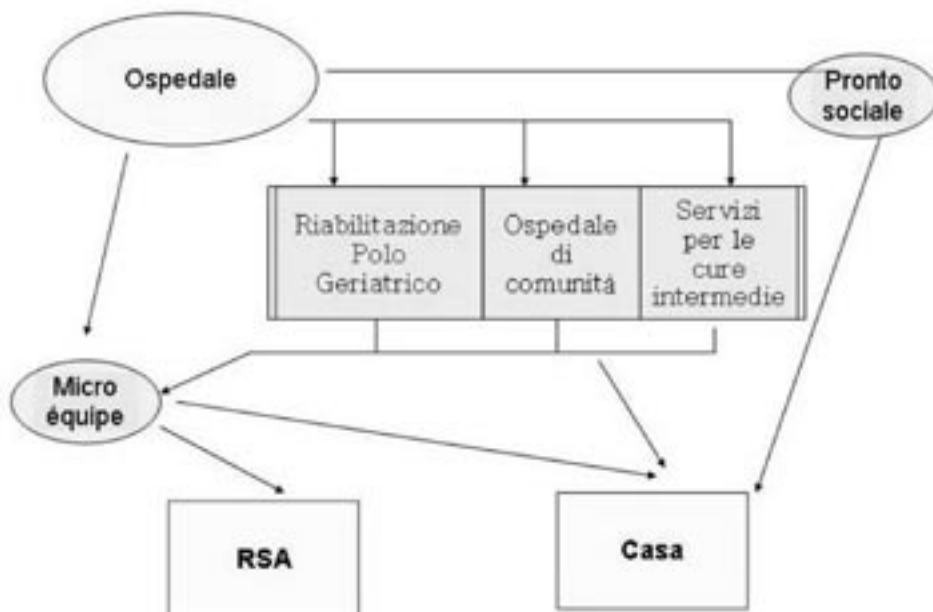 Ospedale
Pronto
sociale
Riabilitazione
Polo
Geriatrico
Ospedale
di
comunità
Servizi
per le
cure
intermedie
Micro
équipe
RSA
Casa